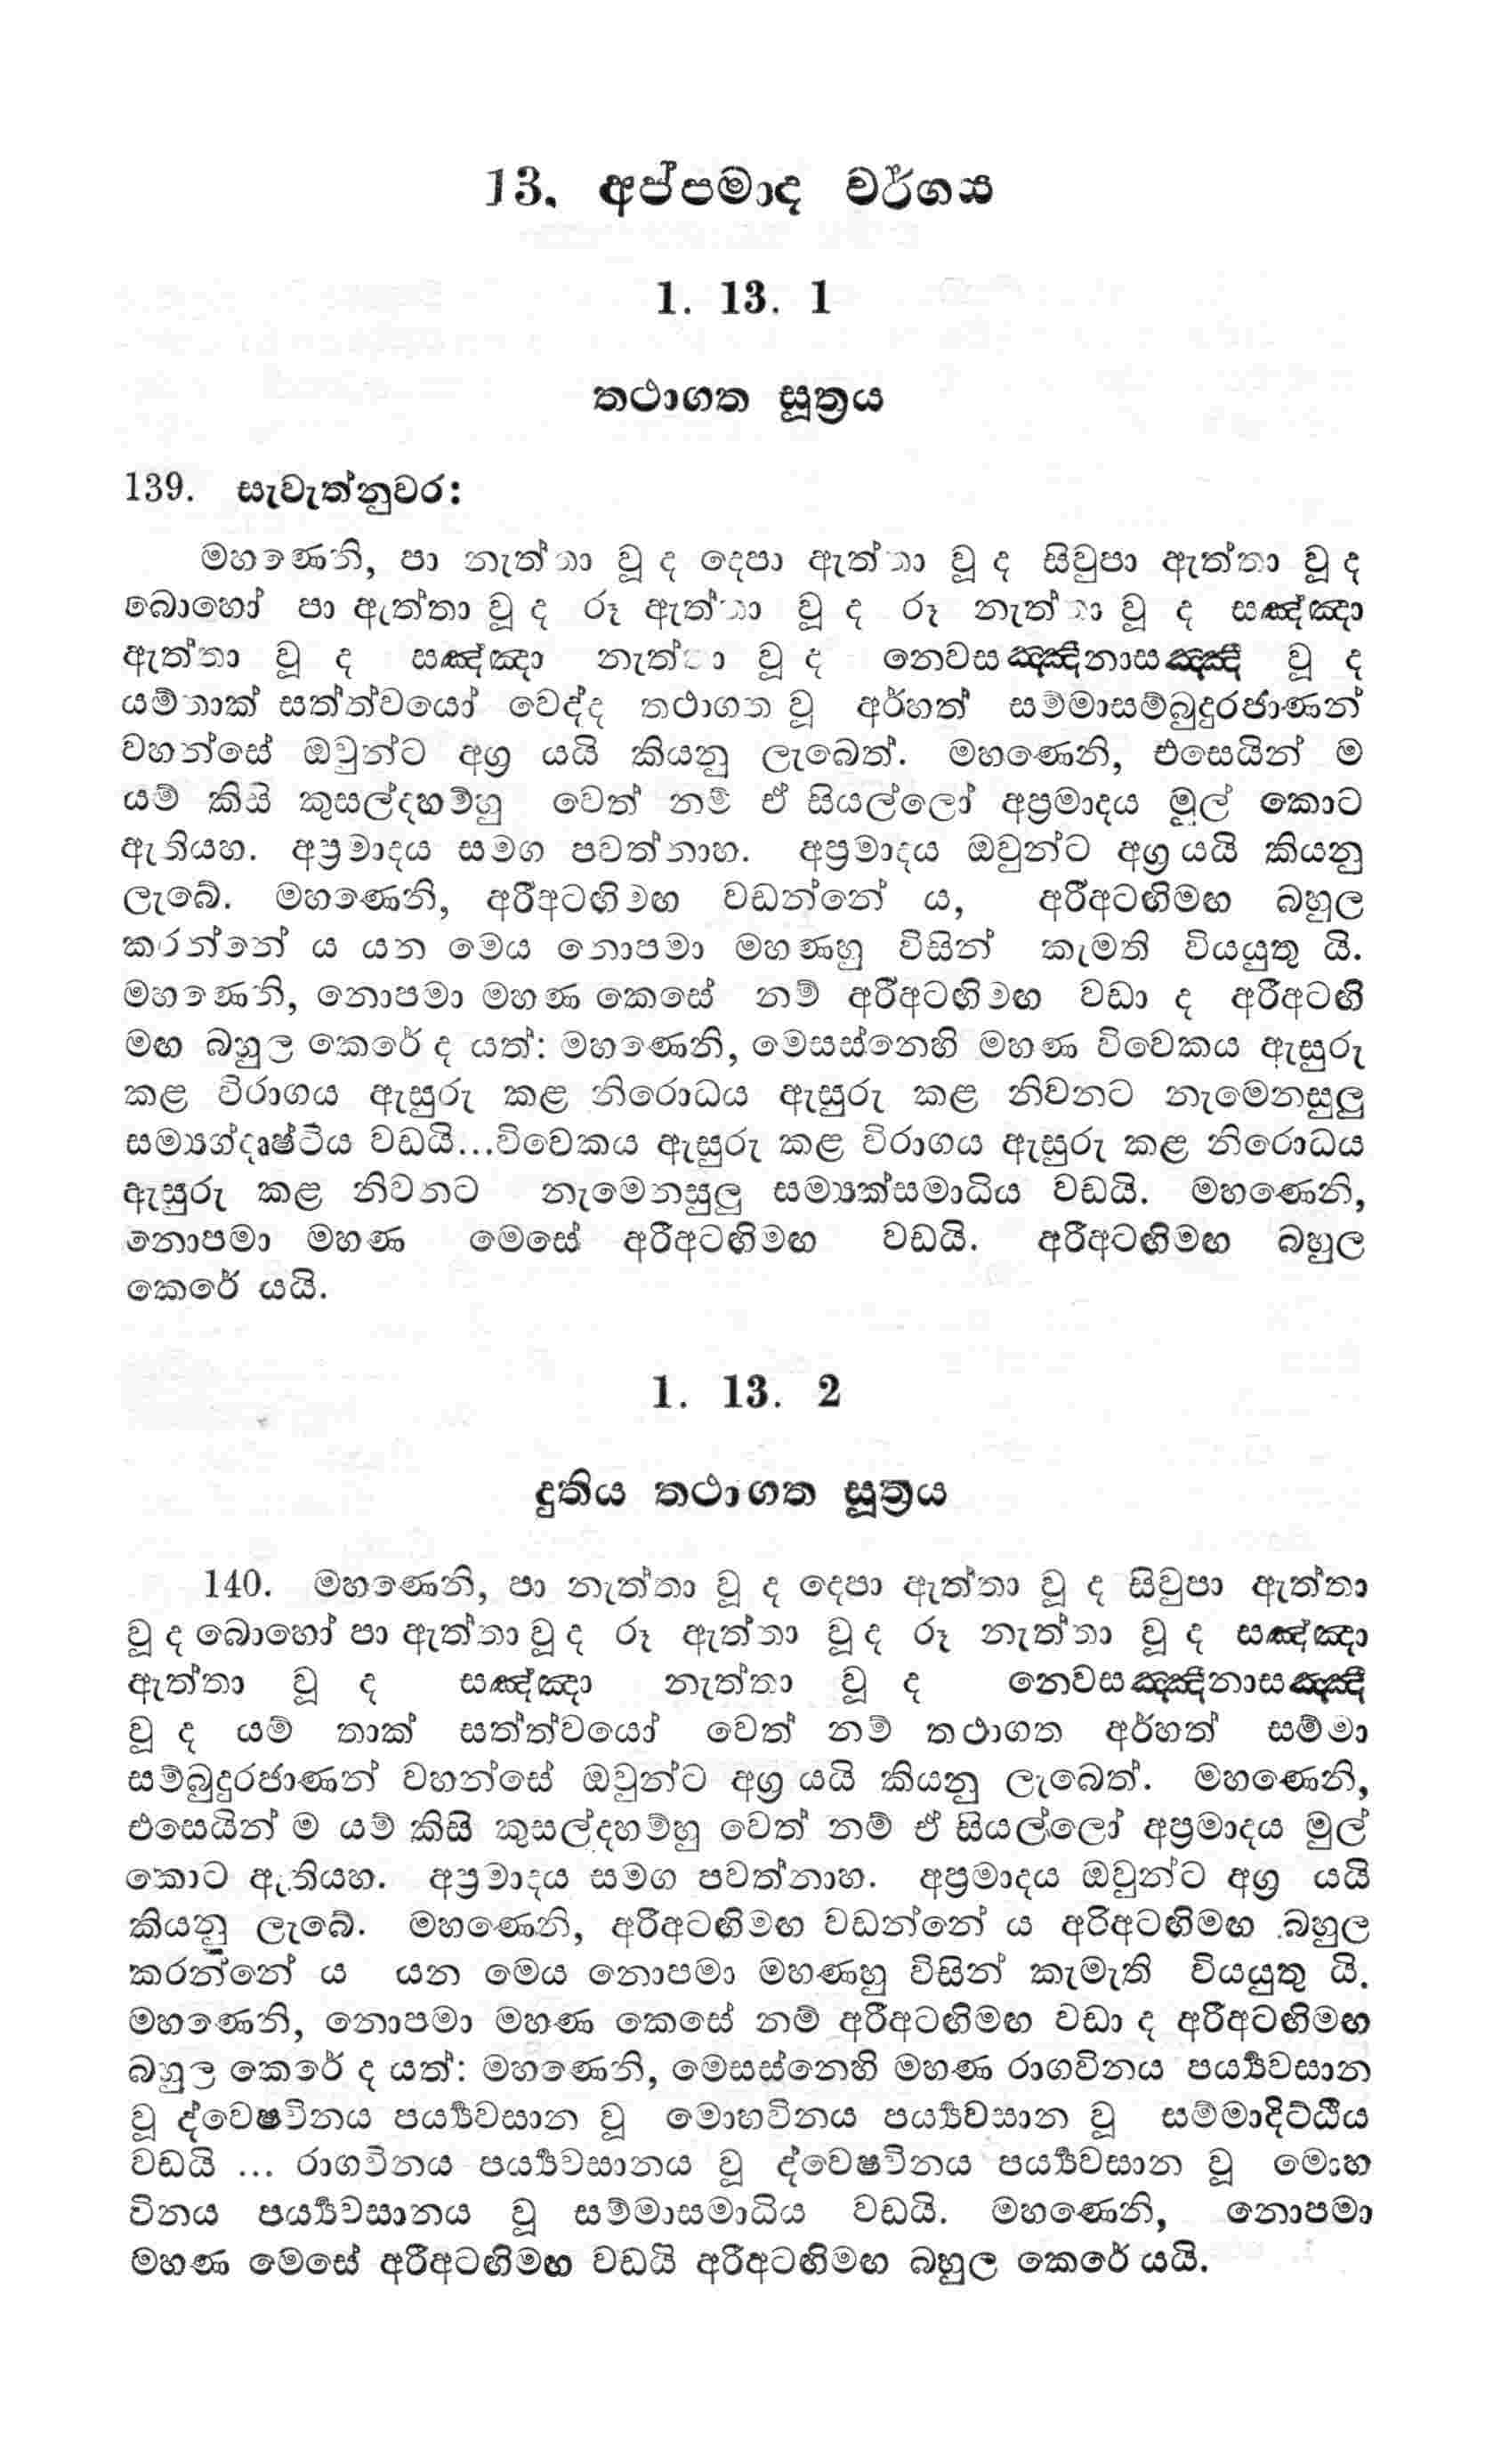 13. අප්පමාද වර්ගය
1. 13. 1
තථාගත සූත්‍රය
139. සැවැත්නුවර:
මහණෙනි, පා නැත්තා වූ ද දෙපා ඇත්තා වූ ද සිවුපා ඇත්තා වූ ද
බොහෝ පා ඇත්තා වූ ද රූ ඇත්තා වූ ද රූ නැත්තා වූ ද සඤ්ඤා
ඇත්තා වූ ද සඤ්ඤා නැත්තා වූ ද නෙවසඤ්ඤීනාසඤ්ඤී වූ ද
යම්තාක් සත්ත්වයෝ වෙද්ද තථාගත වූ අර්හත් සම්මාසම්බුදුරජාණන්
වහන්සේ ඔවුන්ට අග්‍ර යයි කියනු ලැබෙත්. මහණෙනි, එසෙයින් ම
යම් කිසි කුසල්දහම්හු වෙත් නම් ඒ සියල්ලෝ අප්‍රමාදය මූල් කොට
ඇතියහ. අප්‍රමාදය සමග පවත්නාහ. අප්‍රමාදය ඔවුන්ට අග්‍ර යයි කියනු
ලැබේ. මහණෙනි, අරීඅටඟිමඟ වඩන්නේ ය, අරීඅටඟිමඟ බහුල
කරන්නේ ය යන මෙය නොපමා මහණහු විසින් කැමති වියයුතු යි.
මහණෙනි, නොපමා මහණ කෙසේ නම් අරීඅටඟිමඟ වඩා ද අරීඅටඟි
මඟ බහුල කෙරේ ද යත්: මහණෙනි, මෙසස්නෙහි මහණ විවෙකය ඇසුරු
කළ විරාගය ඇසුරු කළ නිරොධය ඇසුරු කළ නිවනට නැමෙනසුලු
සම්‍යග්දෘෂ්ටිය වඩයි...විවෙකය ඇසුරු කළ විරාගය ඇසුරු කළ නිරොධය
ඇසුරු කළ නිවනට නැමෙනසුලු සම්‍යක්සමාධිය වඩයි. මහණෙනි,
නොපමා මහණ මෙසේ අරීඅටඟිමඟ වඩයි. අරීඅටඟිමඟ බහුල
කෙරේ යයි.
1. 13. 2
දුතිය තථාගත සූත්‍රය
140. මහණෙනි, පා නැත්තා වූ ද දෙපා ඇත්තා වූ ද සිවුපා ඇත්තා
වූ ද බොහෝ පා ඇත්තා වූ ද රූ ඇත්තා වූ ද රූ නැත්තා වූ ද සඤ්ඤා
ඇත්තා වූ ද සඤ්ඤා නැත්තා වූ ද නෙවසඤ්ඤීනාසඤ්ඤී
වූ ද යම් තාක් සත්ත්වයෝ වෙත් නම් තථාගත අර්හත් සම්මා
සම්බුදුරජාණන් වහන්සේ ඔවුන්ට අග්‍ර යයි කියනු ලැබෙත්. මහණෙනි,
එසෙයින් ම යම් කිසි කුසල්දහම්හු වෙත් නම් ඒ සියල්ලෝ අප්‍රමාදය මුල්
කොට ඇතියහ. අප්‍රමාදය සමග පවත්නාහ. අප්‍රමාදය ඔවුන්ට අග්‍ර යයි
කියනු ලැබේ. මහණෙනි, අරීඅටඟිමඟ වඩන්නේ ය අරිඅටඟිමඟ බහුල
කරන්නේ ය යන මෙය නොපමා මහණහු විසින් කැමැති වියයුතු යි.
මහණෙනි, නොපමා මහණ කෙසේ නම් අරීඅටඟිමඟ වඩා ද අරීඅටඟිමඟ
බහුල කෙරේ ද යත්: මහණෙනි, මෙසස්නෙහි මහණ රාගවිනය පර්‍ය්‍යවසාන
වූ ද්වෙෂවිනය පර්‍ය්‍යවසාන වූ මොහවිනය පර්‍ය්‍යවසාන වූ සම්මාදිට්ඨිය
වඩයි ... රාගවිනය පර්‍ය්‍යවසානය වූ ද්වෙෂවිනය පර්‍ය්‍යවසාන වූ මොහ
විනය පර්‍ය්‍යවසානය වූ සම්මාසමාධිය වඩයි. මහණෙනි, නොපමා
මහණ මෙසේ අරීඅටඟිමඟ වඩයි අරීඅටඟිමඟ බහුල කෙරේ යයි.